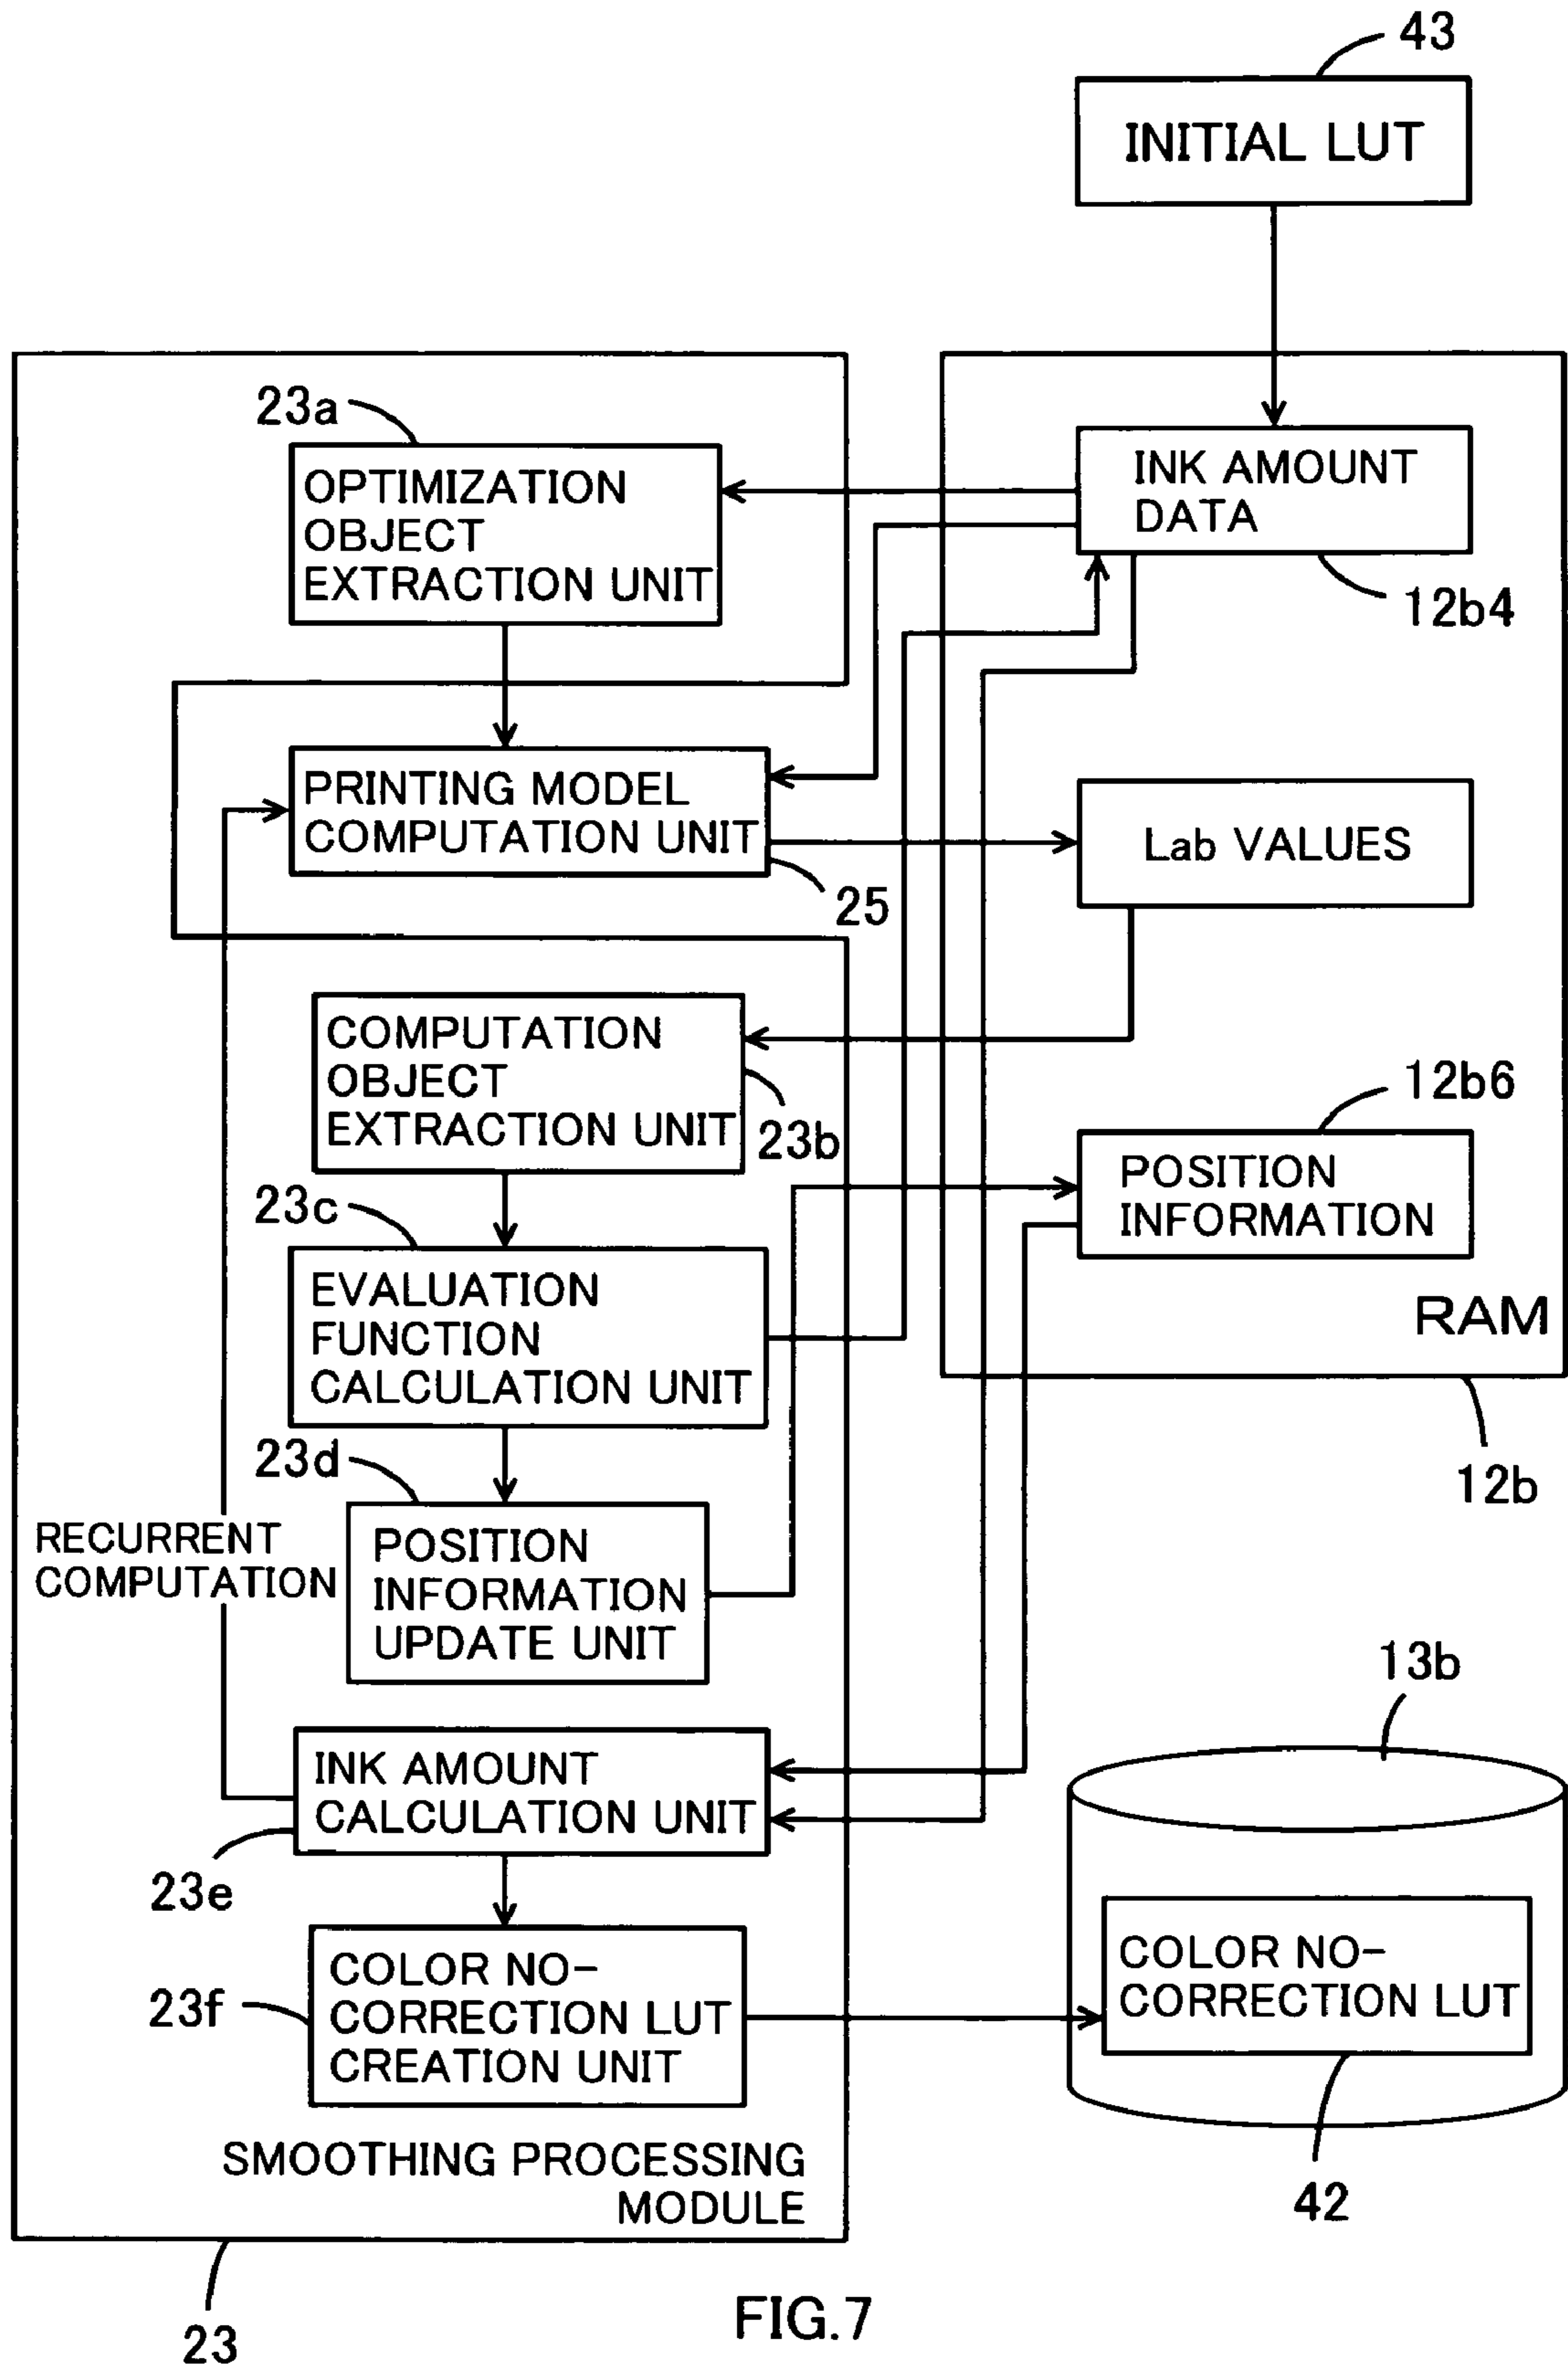 43
INITIAL LUT
23a
OPTIMIZATION
OBJECT
EXTRACTION UNIT
INK AMOUNT
DATA
12b4
PRINTING MODEL
COMPUTATION UNIT
25
Lab VALUES
COMPUTATION
OBJECT
EXTRACTION UNIT
23b
12b6
POSITION
INFORMATION
23c
EVALUATION
FUNCTION
CALCULATION UNIT
RAM
12b
23d
POSITION
INFORMATION
UPDATE UNIT
RECURRENT
COMPUTATION
INK AMOUNT
CALCULATION UNIT
23e
13b
COLOR NO-
CORRECTION LUT
CREATION UNIT
23f
COLOR NO-
CORRECTION LUT
42
SMOOTHING PROCESSING
MODULE
23
FIG.7